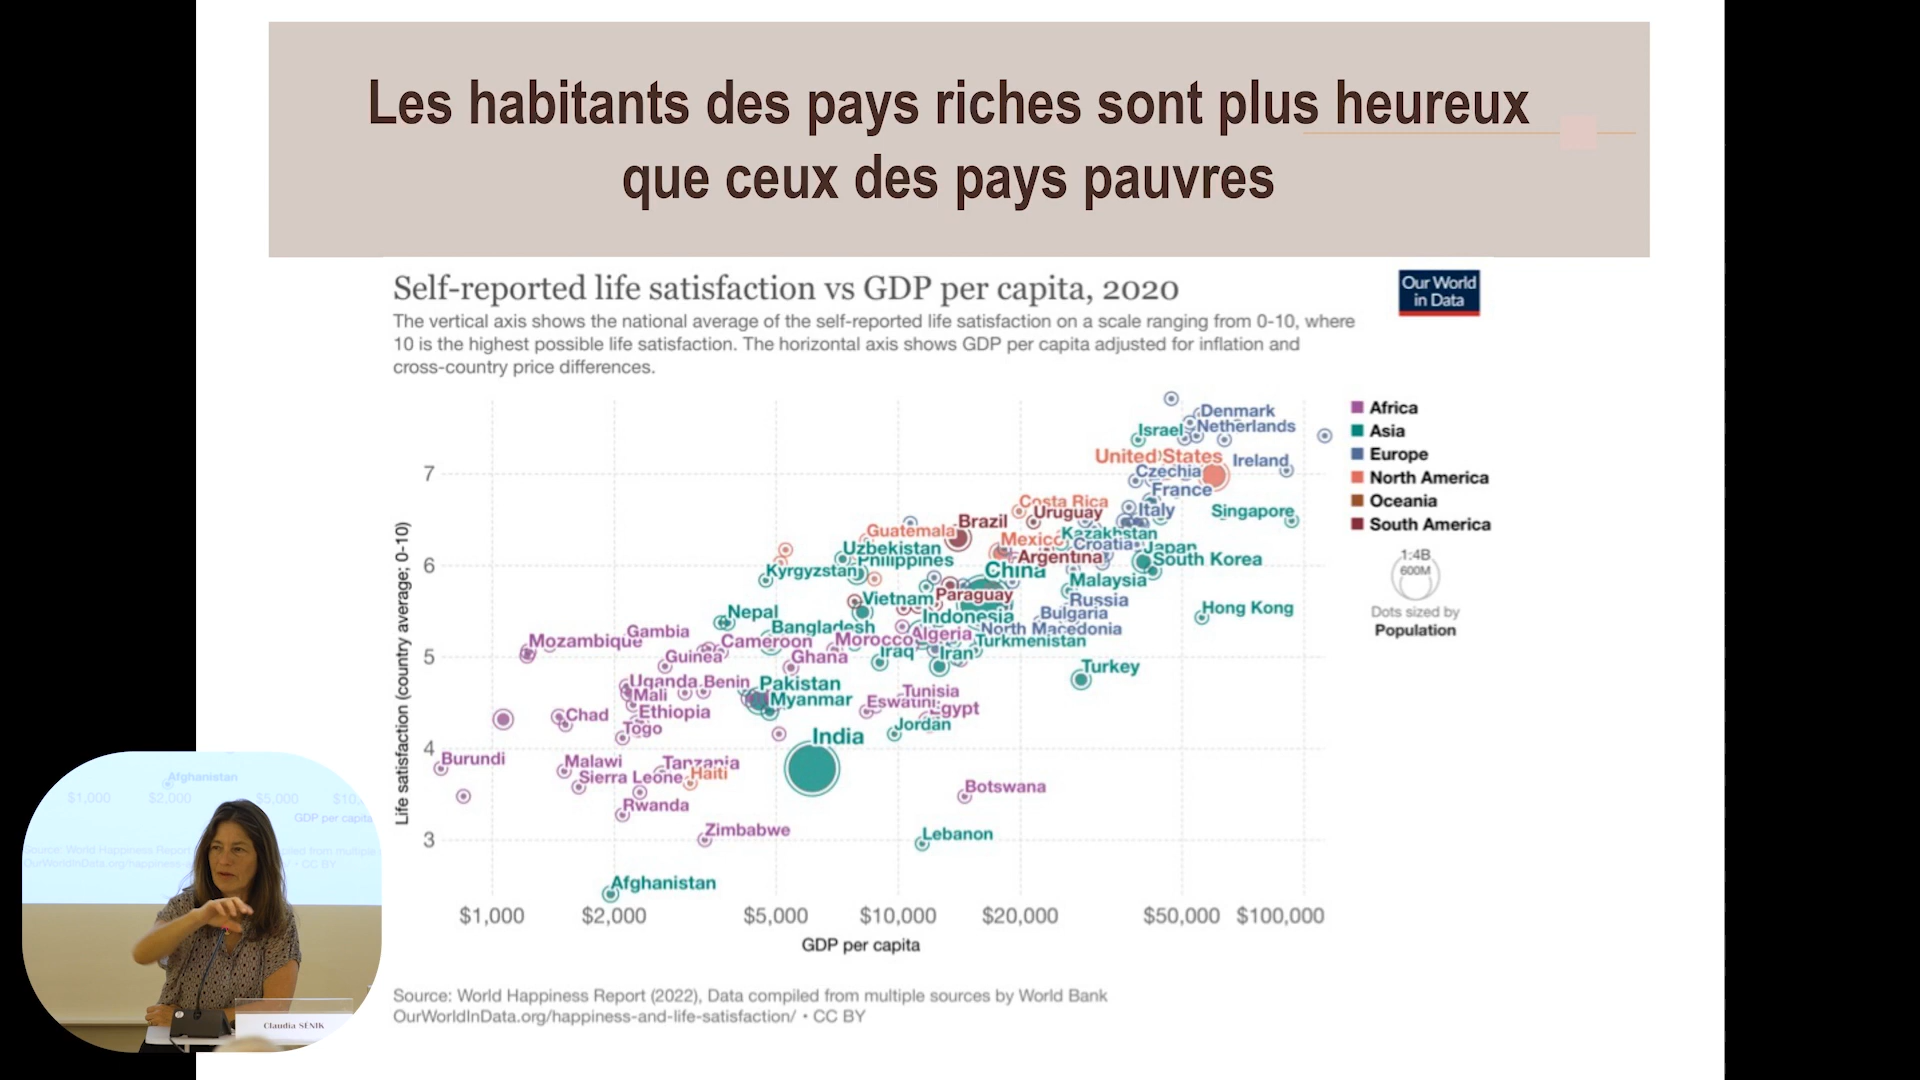 Les habitants des pays riches sont plus heureux
que ceux des pays pauvres
Self-reported life satisfaction vs GDP per capita, 2020
Our World
in Data
The vertical axis shows the national average of the self-reported life satisfaction on a scale ranging from 0-10, where
10 is the highest possible life satisfaction. The horizontal axis shows GDP per capita adjusted for inflation and
cross-country price differences.
Africa
Asia
Europe
North America
Oceania
South America
1:4B
600M
Dots sized by
Population
Life satisfaction (country average; 0-10)
7
6
5
4
3
Denmark
Netherlands
Israel
United States
Ireland
Czechia
France
Costa Rica
Uruguay
Italy
Singapore
Brazil
Guatemala
Mexico
Kazakhstan
Croatia
Japan
Uzbekistan
Philippines
Argentina
South Korea
Kyrgyzstan
China
Malaysia
Vietnam
Paraguay
Russia
Hong Kong
Nepal
Indonesia
Bulgaria
Bangladesh
North Macedonia
Gambia
Mozambique
Cameroon
Morocco
Algeria
Turkmenistan
Guinea
Ghana
Iraq
Iran
Turkey
Uganda
Benin
Pakistan
Mali
Myanmar
Tunisia
Eswatini
Egypt
Chad
Ethiopia
Togo
Jordan
India
Burundi
Malawi
Tanzania
Sierra Leone
Haiti
Botswana
Rwanda
Zimbabwe
Lebanon
Afghanistan
$1,000
$2,000
$5,000
$10,000
$20,000
$50,000
$100,000
GDP per capita
Source: World Happiness Report (2022), Data compiled from multiple sources by World Bank
OurWorldInData.org/happiness-and-life-satisfaction/ • CC BY
Afghanistan
$1,000
$2,000
$5,000
GDP per capita
Claudia SENIK